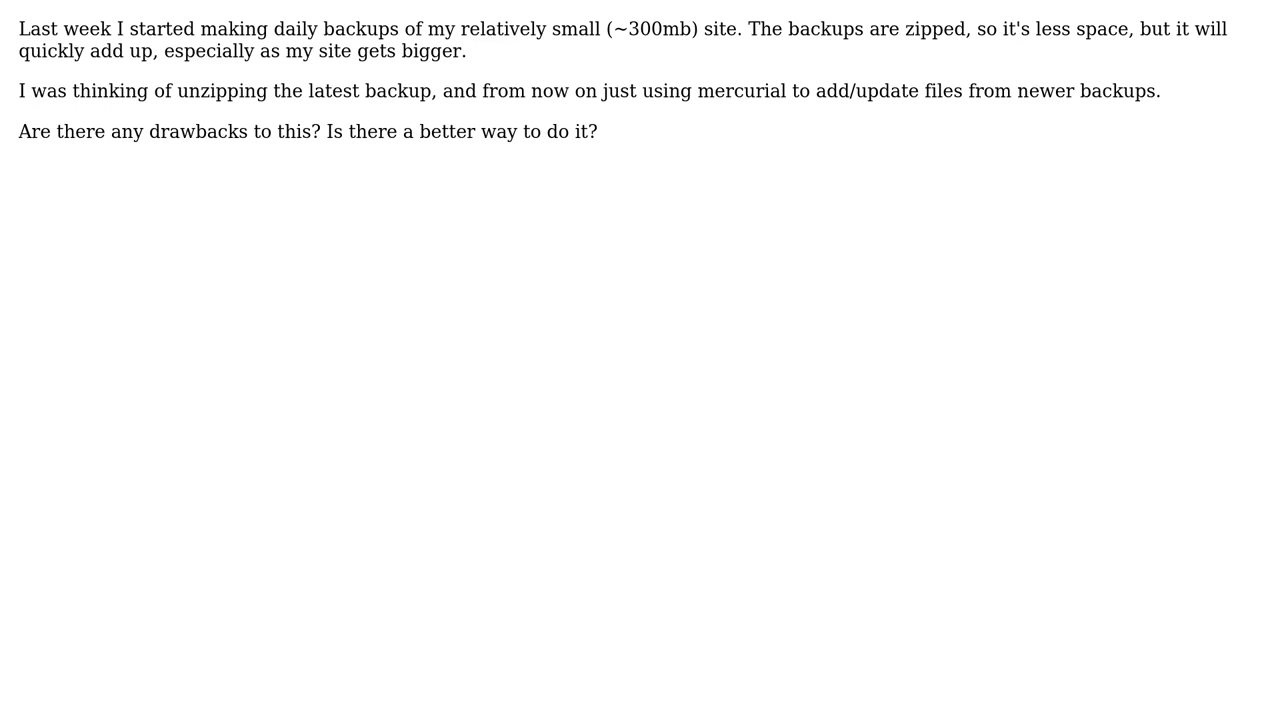 Last week I started making daily backups of my relatively small (~300mb) site. The backups are zipped, so it's less space, but it will
quickly add up, especially as my site gets bigger.
I was thinking of unzipping the latest backup, and from now on just using mercurial to add/update files from newer backups.
Are there any drawbacks to this? Is there a better way to do it?